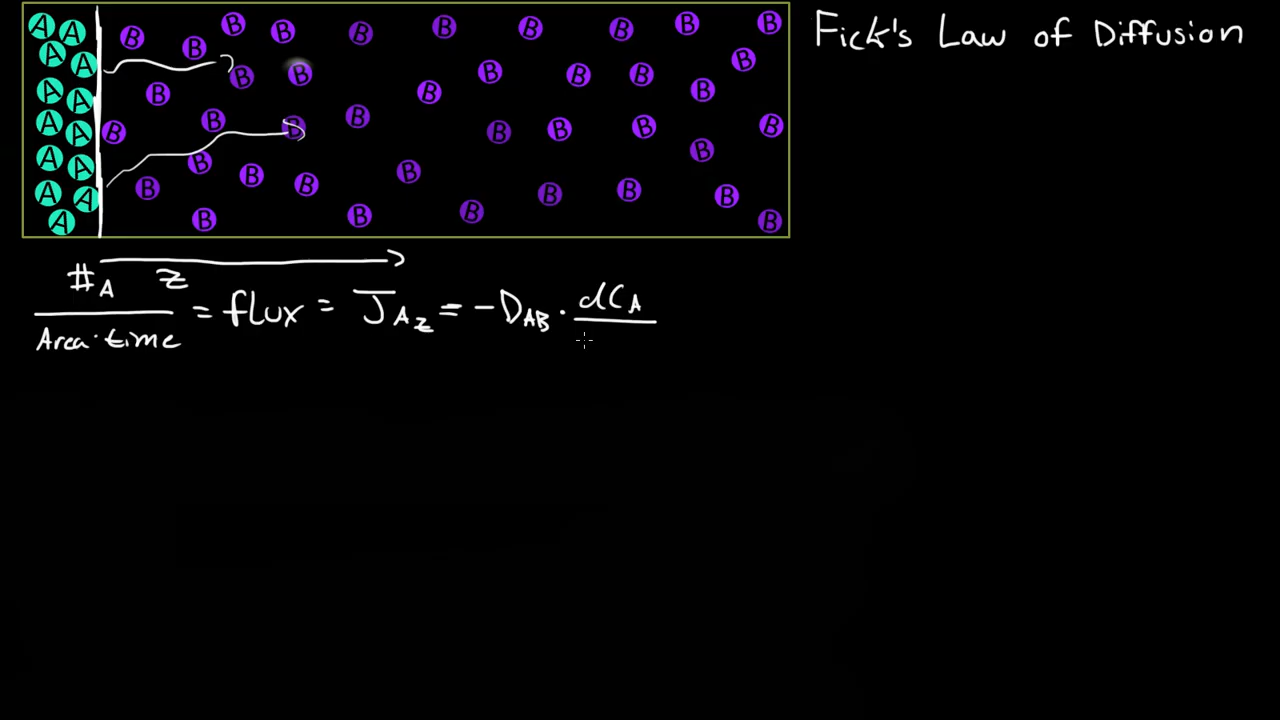 Fick's Law of Diffusion
A A B B B B B B B B B B
A A B B B B B B B B
A A B B B
A A B B B B B B B B
A A B B B B B B B B B
A A B B B B B
A B B B
#A z
Area·time = flux = J_Az = -D_AB · dC_A